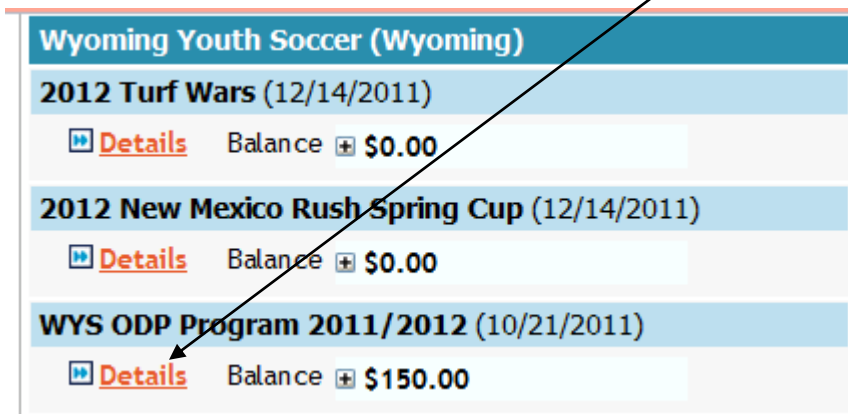 Wyoming Youth Soccer (Wyoming)
2012 Turf Wars (12/14/2011)
Details Balance $0.00
2012 New Mexico Rush Spring Cup (12/14/2011)
Details Balance $0.00
WYS ODP Program 2011/2012 (10/21/2011)
Details Balance $150.00